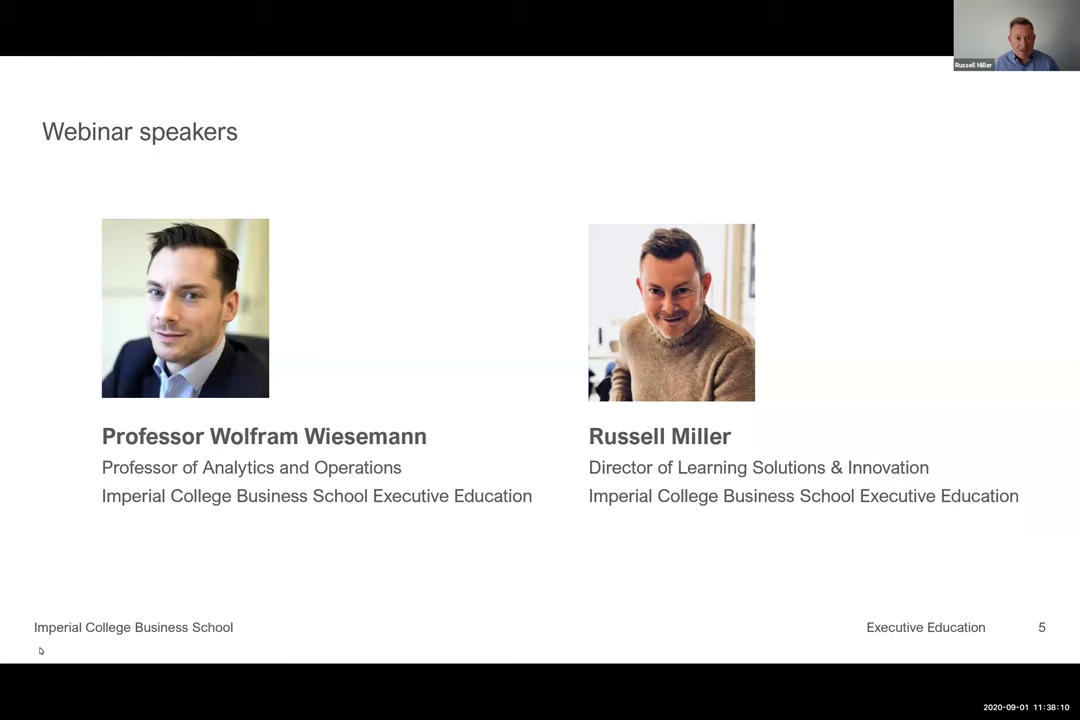 Russell Miller
Webinar speakers
Professor Wolfram Wiesemann
Professor of Analytics and Operations
Imperial College Business School Executive Education
Russell Miller
Director of Learning Solutions & Innovation
Imperial College Business School Executive Education
Imperial College Business School
Executive Education
5
2020-09-01 11:38:10